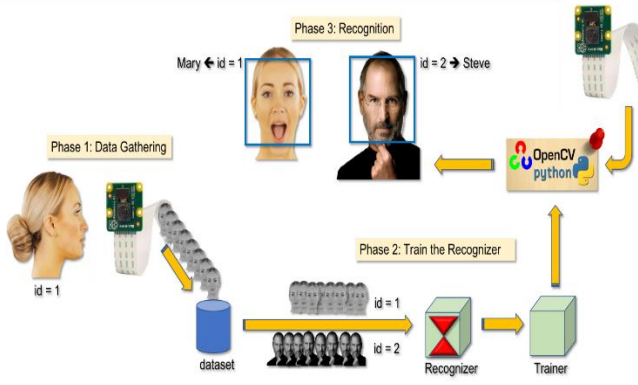 Phase 3: Recognition
Mary ← id = 1
id = 2 → Steve
Phase 1: Data Gathering
OpenCV
python
id = 1
Phase 2: Train the Recognizer
id = 1
id = 2
dataset
Recognizer
Trainer